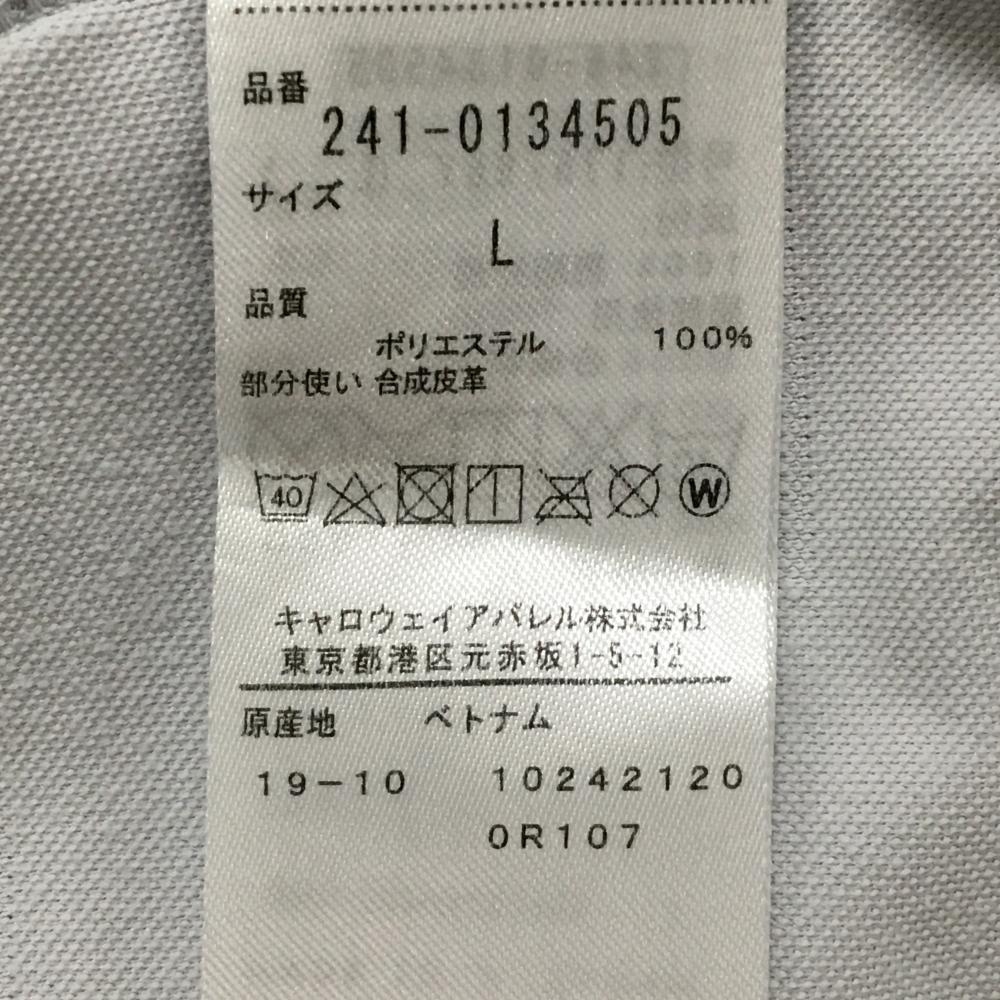 品番
241-0134505
サイズ
L
品質
ポリエステル 100%
部分使い 合成皮革
40 W
キャロウェイアパレル株式会社
東京都港区元赤坂1-5-12
原産地 ベトナム
19-10 10242120
0R107